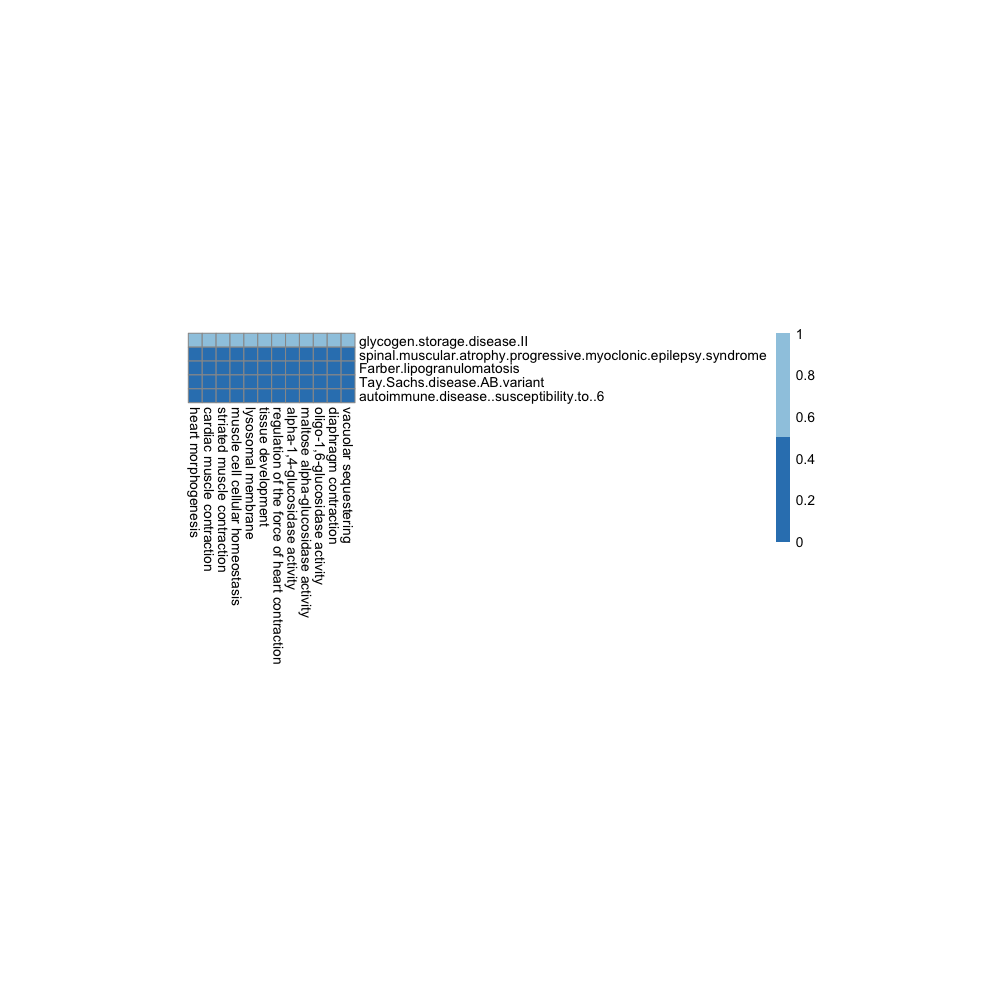 glycogen.storage.disease.II
spinal.muscular.atrophy.progressive.myoclonic.epilepsy.syndrome
Farber.lipogranulomatosis
Tay.Sachs.disease.AB.variant
autoimmune.disease..susceptibility.to..6
heart morphogenesis
cardiac muscle contraction
striated muscle contraction
muscle cell cellular homeostasis
lysosomal membrane
tissue development
regulation of the force of heart contraction
alpha-1,4-glucosidase activity
maltose alpha-glucosidase activity
oligo-1,6-glucosidase activity
diaphragm contraction
vacuolar sequestering
1
0.8
0.6
0.4
0.2
0